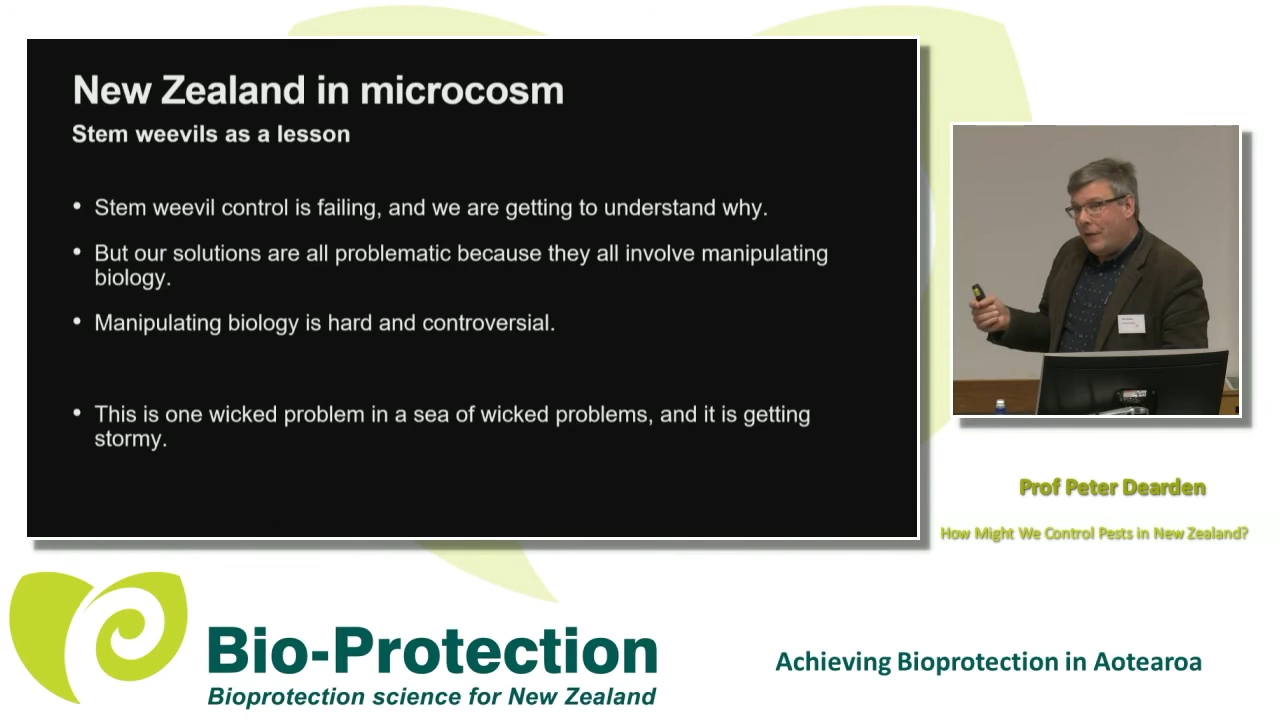 New Zealand in microcosm
Stem weevils as a lesson
• Stem weevil control is failing, and we are getting to understand why.
• But our solutions are all problematic because they all involve manipulating
biology.
• Manipulating biology is hard and controversial.
• This is one wicked problem in a sea of wicked problems, and it is getting
stormy.
Prof Peter Dearden
How Might We Control Pests in New Zealand?
Bio-Protection
Bioprotection science for New Zealand
Achieving Bioprotection in Aotearoa